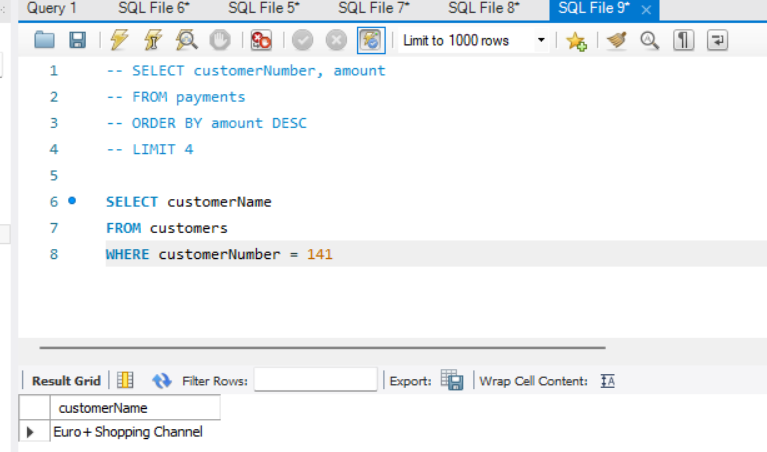 Query 1 SQL File 6* SQL File 5* SQL File 7* SQL File 8* SQL File 9*
Limit to 1000 rows
1 -- SELECT customerNumber, amount
2 -- FROM payments
3 -- ORDER BY amount DESC
4 -- LIMIT 4
5
6 SELECT customerName
7 FROM customers
8 WHERE customerNumber = 141
Result Grid Filter Rows: Export: Wrap Cell Content: IA
customerName
Euro+ Shopping Channel